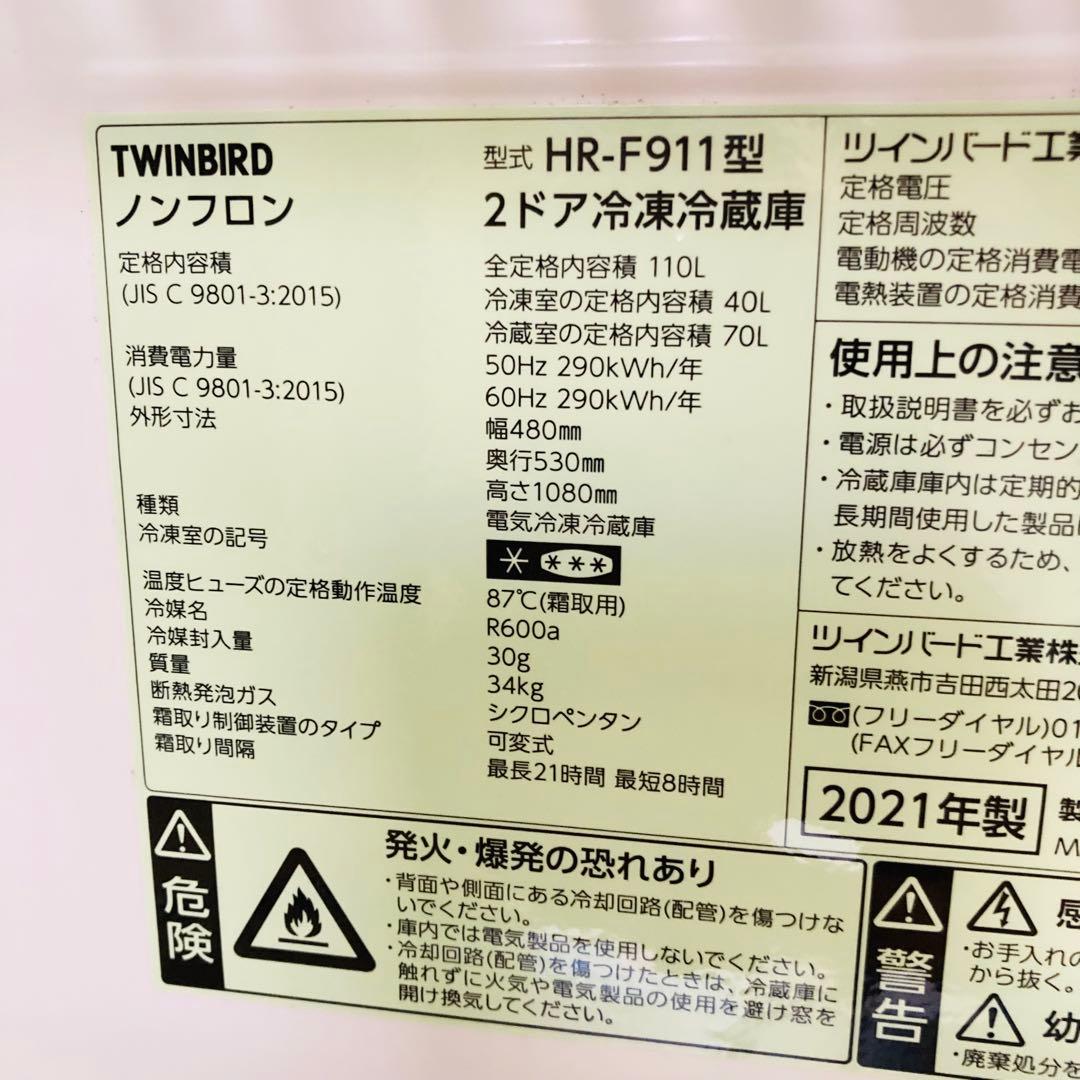 TWINBIRD
ノンフロン
型式 HR-F911型
2ドア冷凍冷蔵庫
定格内容積
(JIS C 9801-3:2015)
全定格内容積 110L
冷凍室の定格内容積 40L
冷蔵室の定格内容積 70L
消費電力量
(JIS C 9801-3:2015)
50Hz 290kWh/年
60Hz 290kWh/年
外形寸法
幅480㎜
奥行530㎜
高さ1080㎜
種類
電気冷凍冷蔵庫
冷凍室の記号
温度ヒューズの定格動作温度
87℃(霜取用)
冷媒名
R600a
冷媒封入量
30g
質量
34kg
断熱発泡ガス
シクロペンタン
霜取り制御装置のタイプ
可変式
霜取り間隔
最長21時間 最短8時間
ツインバード工業
定格電圧
定格周波数
電動機の定格消費電
電熱装置の定格消費
使用上の注意
・取扱説明書を必ずお
・電源は必ずコンセン
・冷蔵庫庫内は定期的
長期間使用した製品
・放熱をよくするため、
てください。
ツインバード工業株
新潟県燕市吉田西太田20
(フリーダイヤル)01
(FAXフリーダイヤル
2021年製
製
M
危険
発火・爆発の恐れあり
・背面や側面にある冷却回路(配管)を傷つけな
いでください。
・庫内では電気製品を使用しないでください。
・冷却回路(配管)を傷つけたときは、冷蔵庫に
触れずに火気や電気製品の使用を避け窓を
開け換気してください。
警告
感
・お手入れの
から抜く。
幼
・廃棄処分を